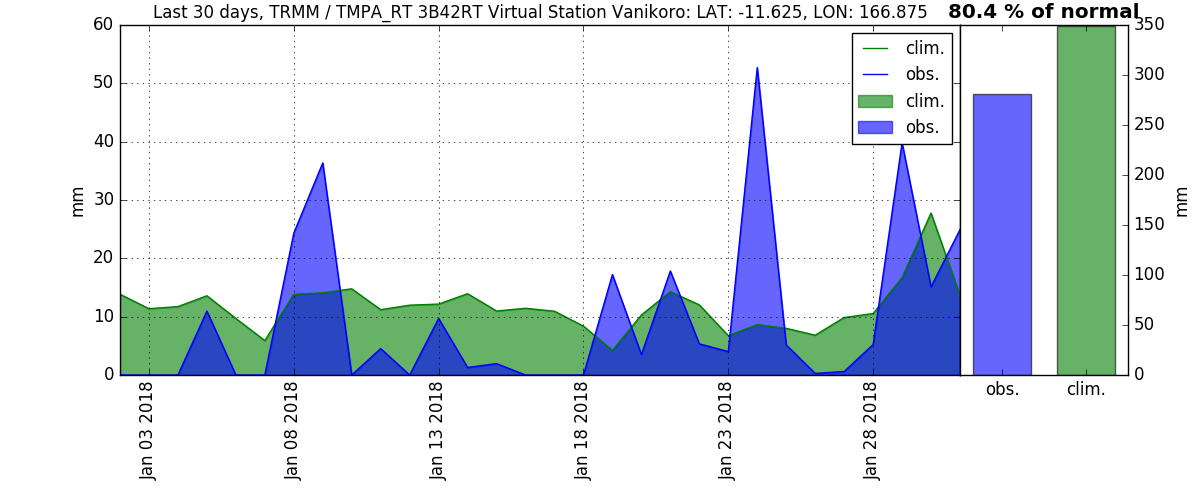 Last 30 days, TRMM / TMPA_RT 3B42RT Virtual Station Vanikoro: LAT: -11.625, LON: 166.875
80.4 % of normal
60
50
40
30
20
10
0
mm
clim.
obs.
clim.
obs.
Jan 03 2018
Jan 08 2018
Jan 13 2018
Jan 18 2018
Jan 23 2018
Jan 28 2018
350
300
250
200
150
100
50
0
mm
obs.
clim.